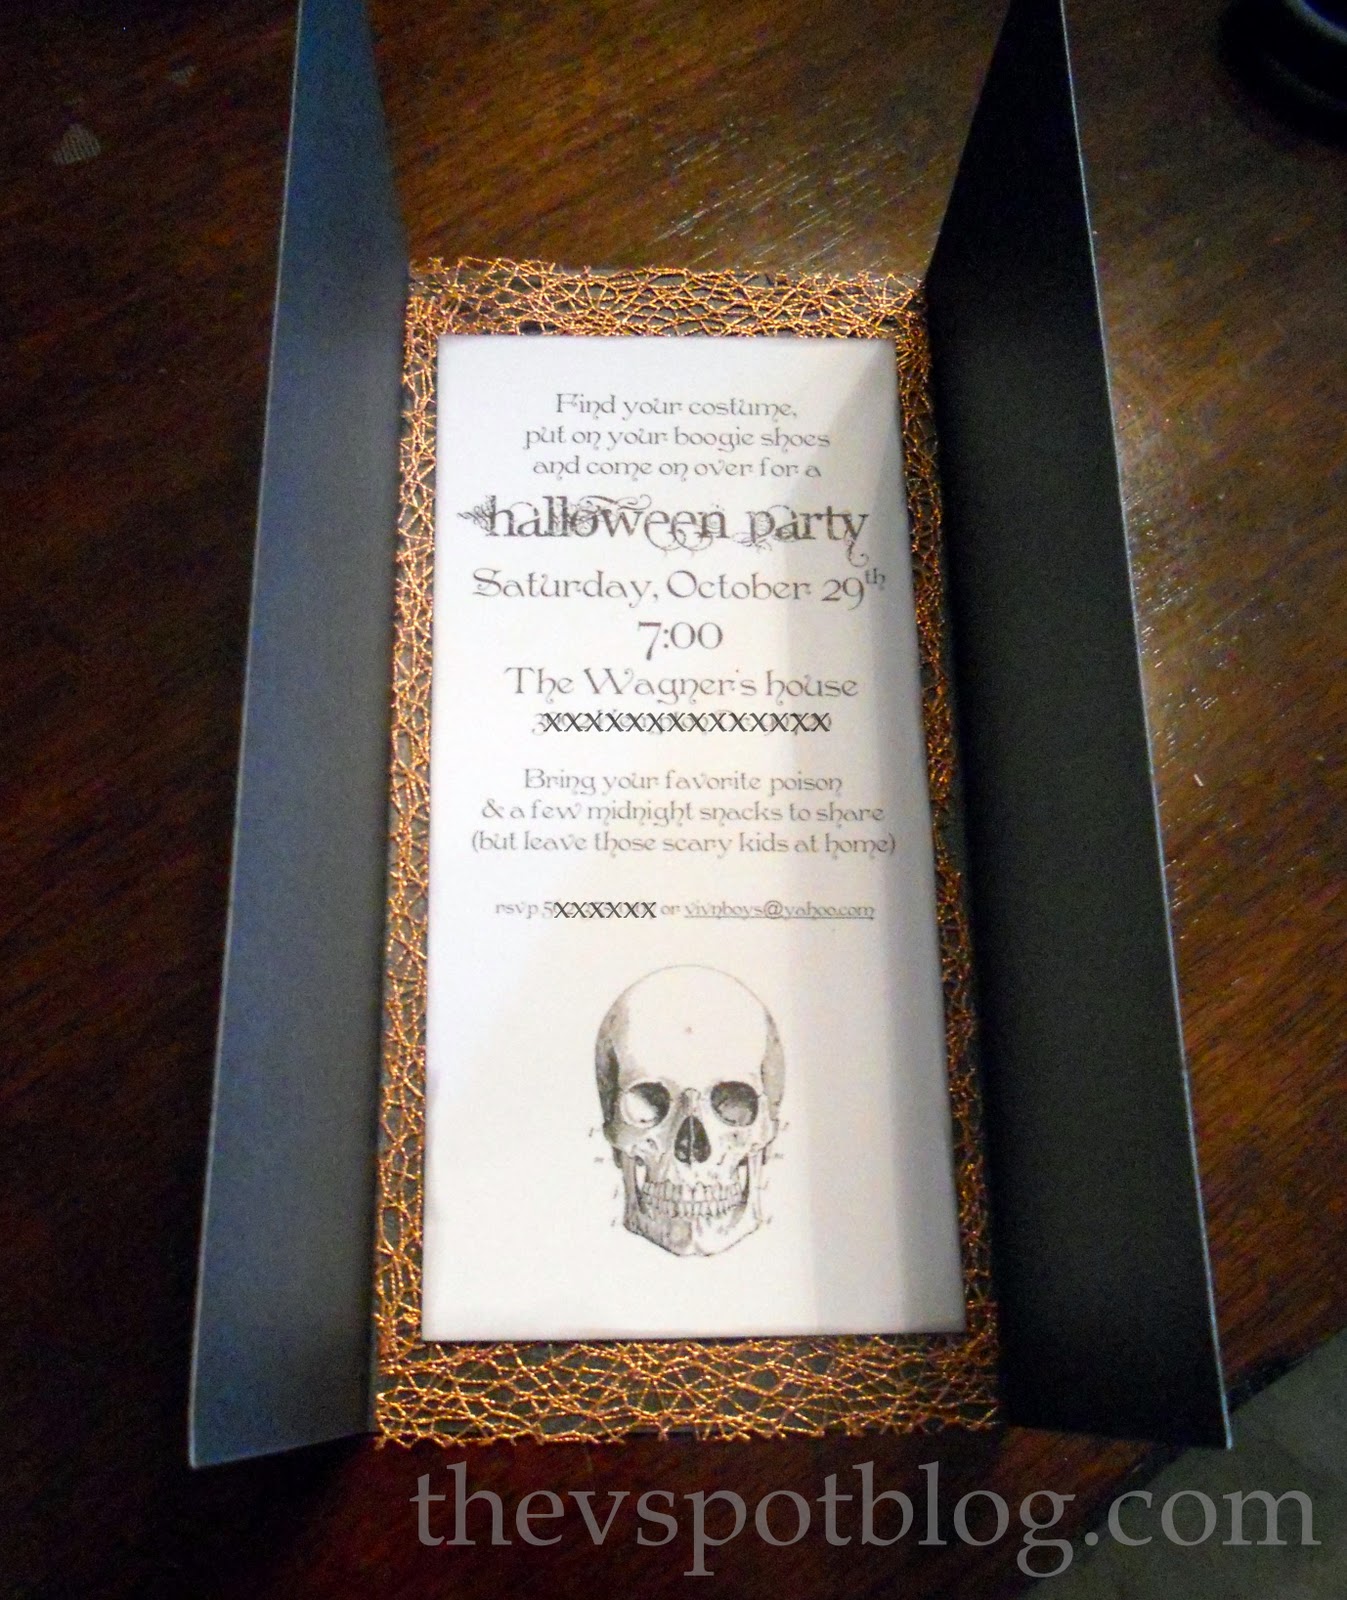 Find your costume,
put on your boogie shoes
and come on over for a
halloween party
Saturday, October 29th
7:00
The Wagner's house
XXXXXXXXXXXXXX
Bring your favorite poison
& a few midnight snacks to share
(but leave those scary kids at home)
rsvp 5XXXXXX or vivnboys@yahoo.com
thevspotblog.com